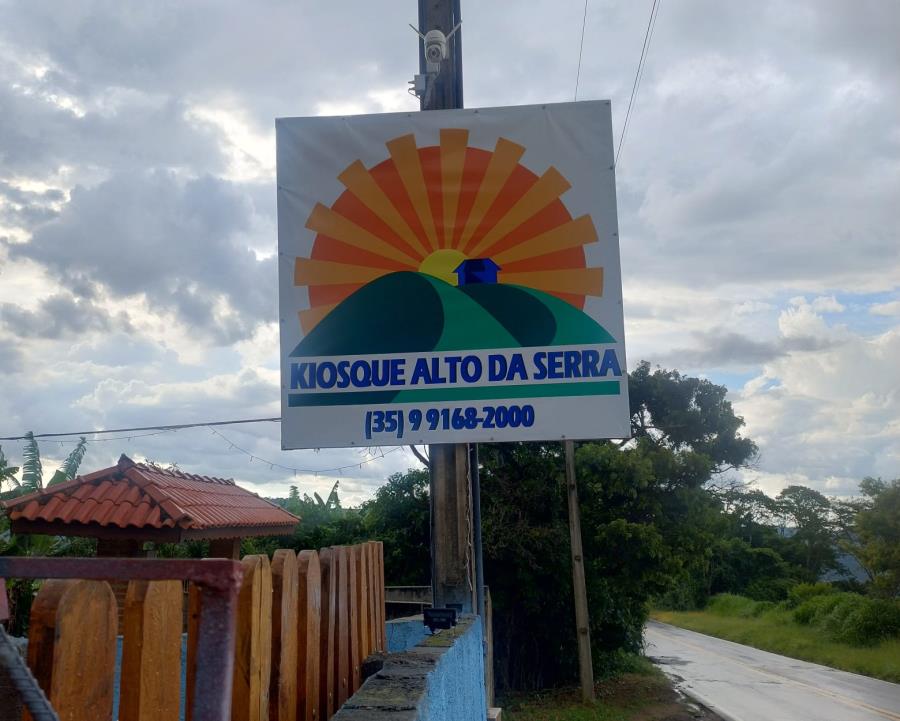 KIOSQUE ALTO DA SERRA
(35) 9 9168-2000